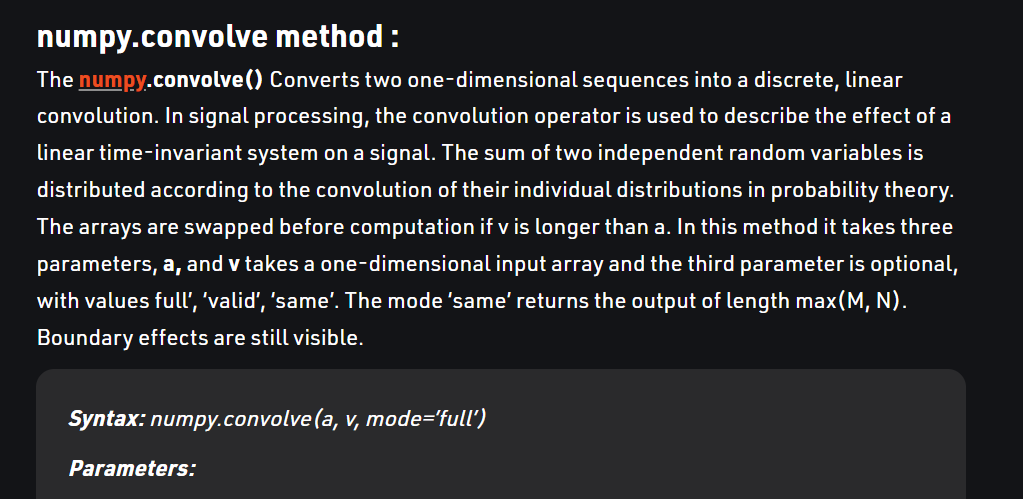 numpy.convolve method :
The numpy.convolve() Converts two one-dimensional sequences into a discrete, linear
convolution. In signal processing, the convolution operator is used to describe the effect of a
linear time-invariant system on a signal. The sum of two independent random variables is
distributed according to the convolution of their individual distributions in probability theory.
The arrays are swapped before computation if v is longer than a. In this method it takes three
parameters, a, and v takes a one-dimensional input array and the third parameter is optional,
with values full’, ‘valid’, ‘same’. The mode ‘same’ returns the output of length max(M, N).
Boundary effects are still visible.
Syntax: numpy.convolve(a, v, mode=’full’)
Parameters: